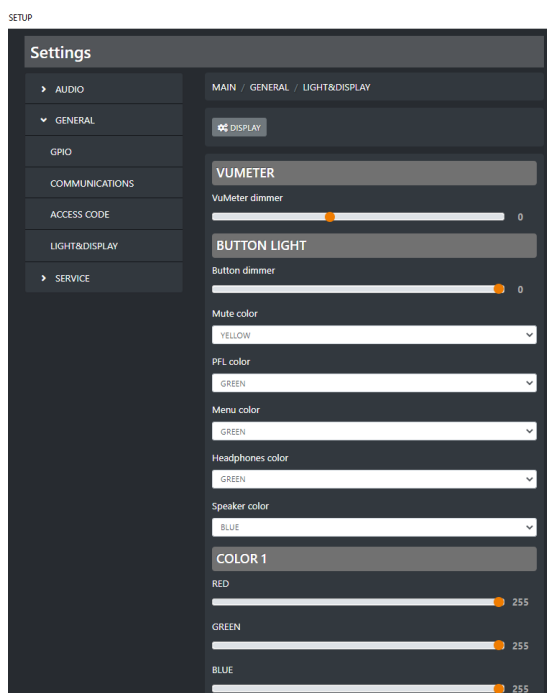 SETUP
Settings
AUDIO
GENERAL
GPIO
COMMUNICATIONS
ACCESS CODE
LIGHT&DISPLAY
SERVICE
MAIN / GENERAL / LIGHT&DISPLAY
DISPLAY
VUMETER
VuMeter dimmer
0
BUTTON LIGHT
Button dimmer
0
Mute color
YELLOW
PFL color
GREEN
Menu color
GREEN
Headphones color
GREEN
Speaker color
BLUE
COLOR 1
RED
255
GREEN
255
BLUE
255